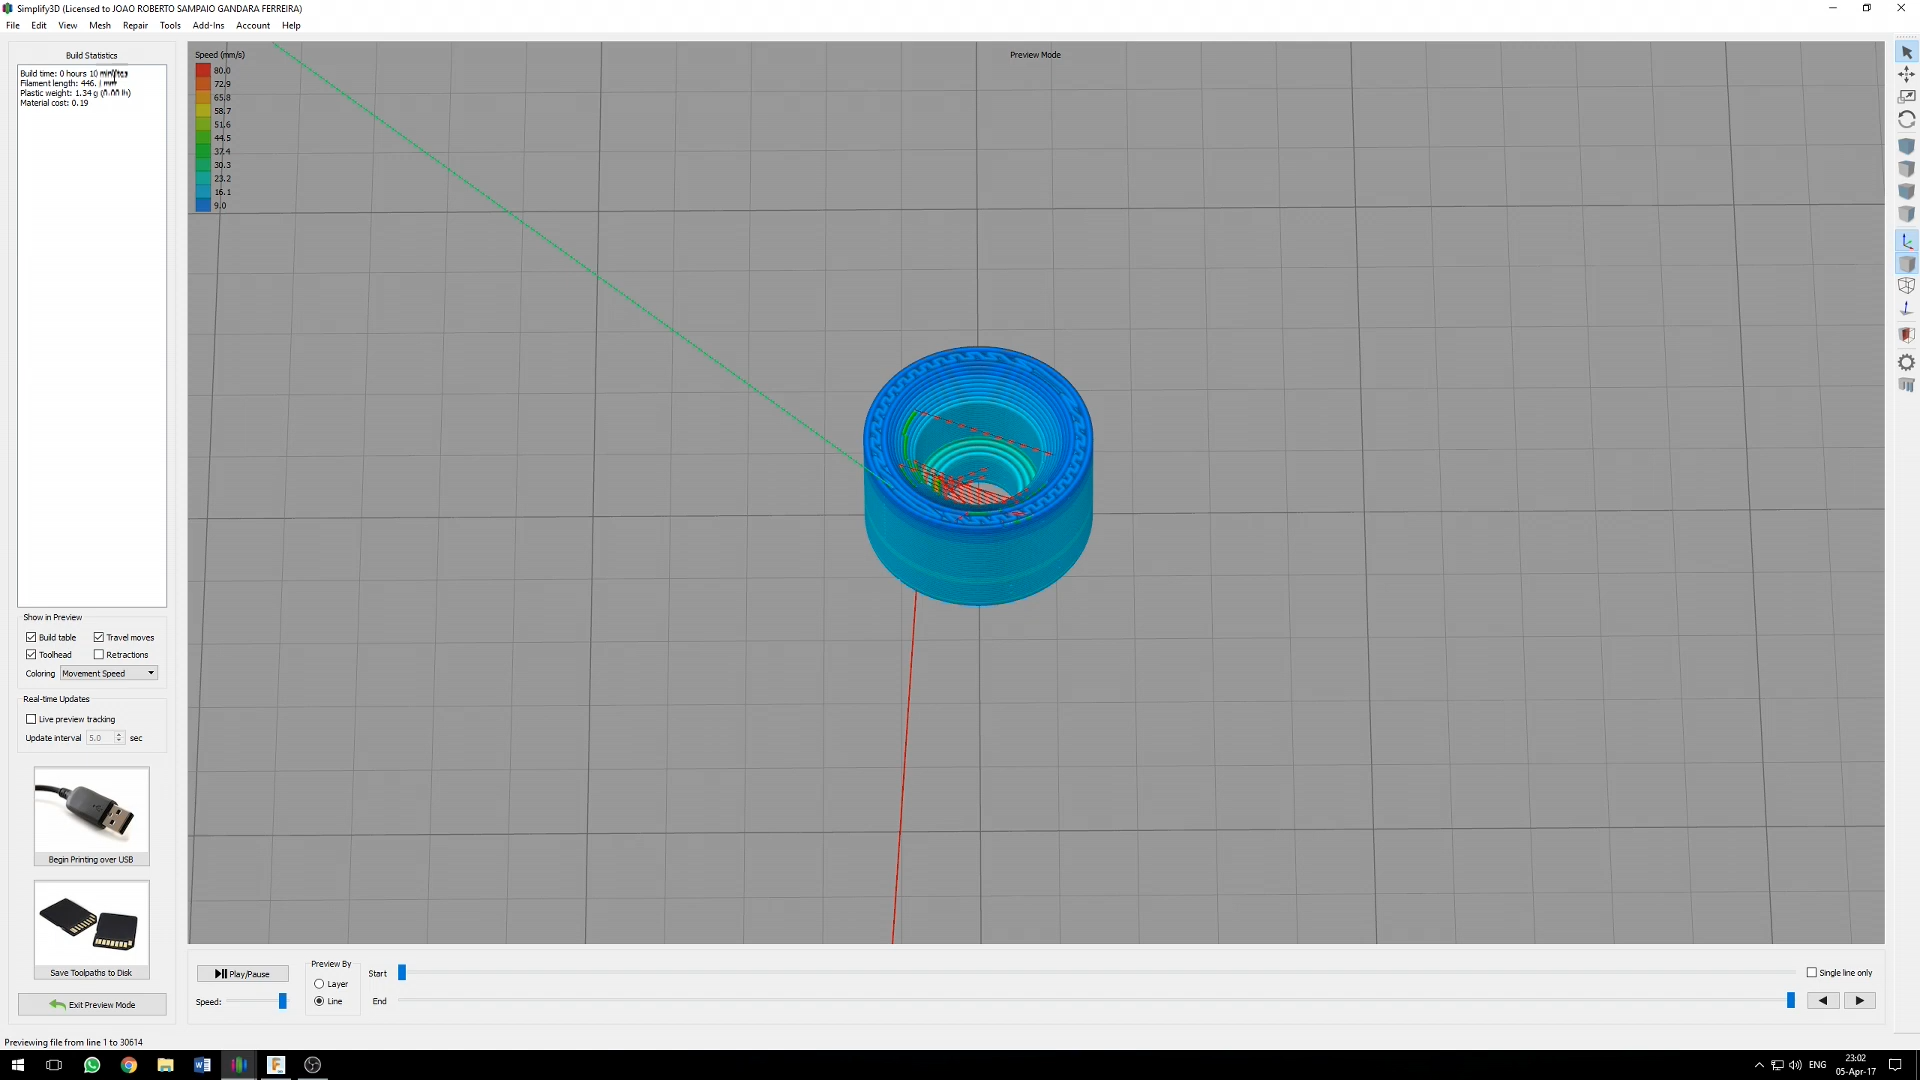 Simplify3D (Licensed to JOAO ROBERTO SAMPAIO GANDARA FERREIRA)
File Edit View Mesh Repair Tools Add-Ins Account Help
Build Statistics
Build time: 0 hours 10 minutes
Filament length: 446. mm
Plastic weight: 1.34 g (0.00 lb)
Material cost: 0.19
Speed (mm/s)
80.0
72.9
65.8
58.7
51.6
44.5
37.4
30.3
23.2
16.1
9.0
Preview Mode
Show in Preview
Build table Travel moves
Toolhead Retractions
Coloring Movement Speed
Real-time Updates
Live preview tracking
Update interval 5.0 sec
Begin Printing over USB
Save Toolpaths to Disk
Exit Preview Mode
Play/Pause
Speed:
Preview By
Layer
Line
Start
End
Single line only
Previewing file from line 1 to 30614
ENG
23:02
05-Apr-17